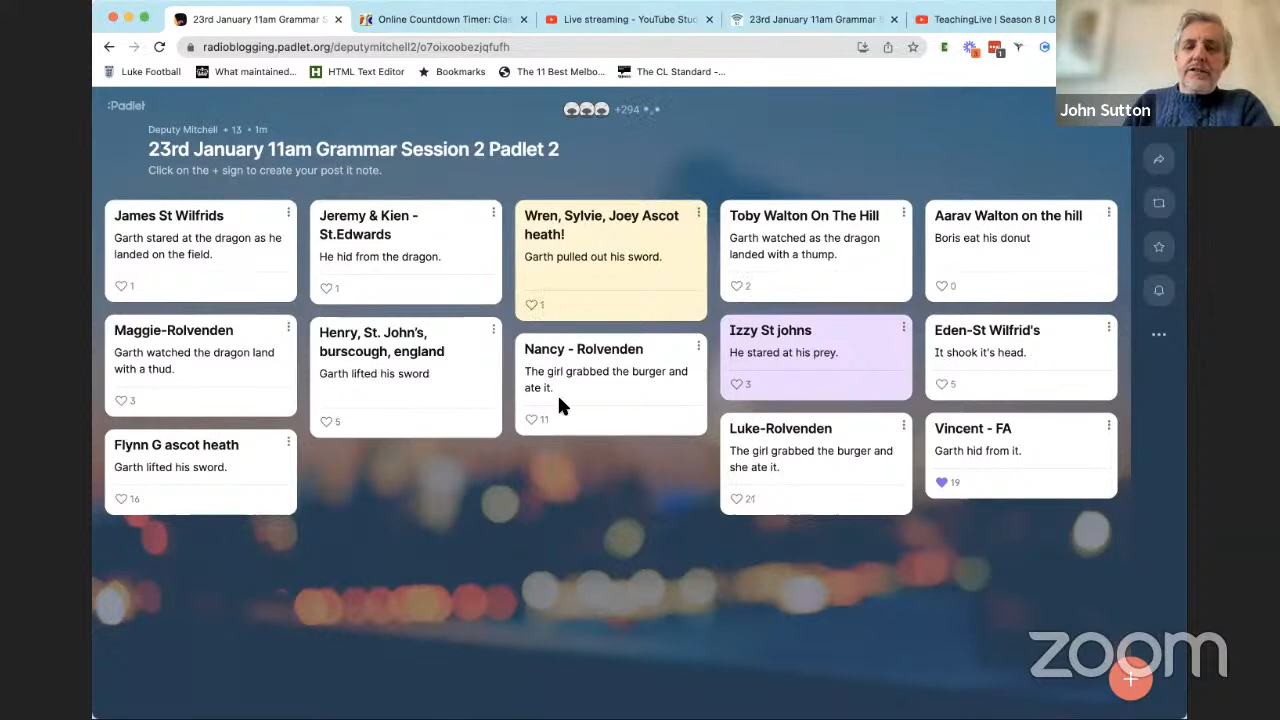 23rd January 11am Grammar S
Online Countdown Timer: Clas
Live streaming - YouTube Stud
23rd January 11am Grammar S
TeachingLive | Season 8 | G
radioblogging.padlet.org/deputymitchell2/o7oixoobezjqfufh
Luke Football
What maintained...
HTML Text Editor
Bookmarks
The 11 Best Melbo...
The CL Standard -...
John Sutton
:Padlet
+294
Deputy Mitchell + 13 • 1m
23rd January 11am Grammar Session 2 Padlet 2
Click on the + sign to create your post it note.
James St Wilfrids
Garth stared at the dragon as he
landed on the field.
1
Maggie-Rolvenden
Garth watched the dragon land
with a thud.
3
Flynn G ascot heath
Garth lifted his sword.
16
Jeremy & Kien -
St.Edwards
He hid from the dragon.
1
Henry, St. John's,
burscough, england
Garth lifted his sword
5
Wren, Sylvie, Joey Ascot
heath!
Garth pulled out his sword.
1
Nancy - Rolvenden
The girl grabbed the burger and
ate it.
11
Toby Walton On The Hill
Garth watched as the dragon
landed with a thump.
2
Izzy St johns
He stared at his prey.
3
Luke-Rolvenden
The girl grabbed the burger and
she ate it.
21
Aarav Walton on the hill
Boris eat his donut
0
Eden-St Wilfrid's
It shook it's head.
5
Vincent - FA
Garth hid from it.
19
zoom